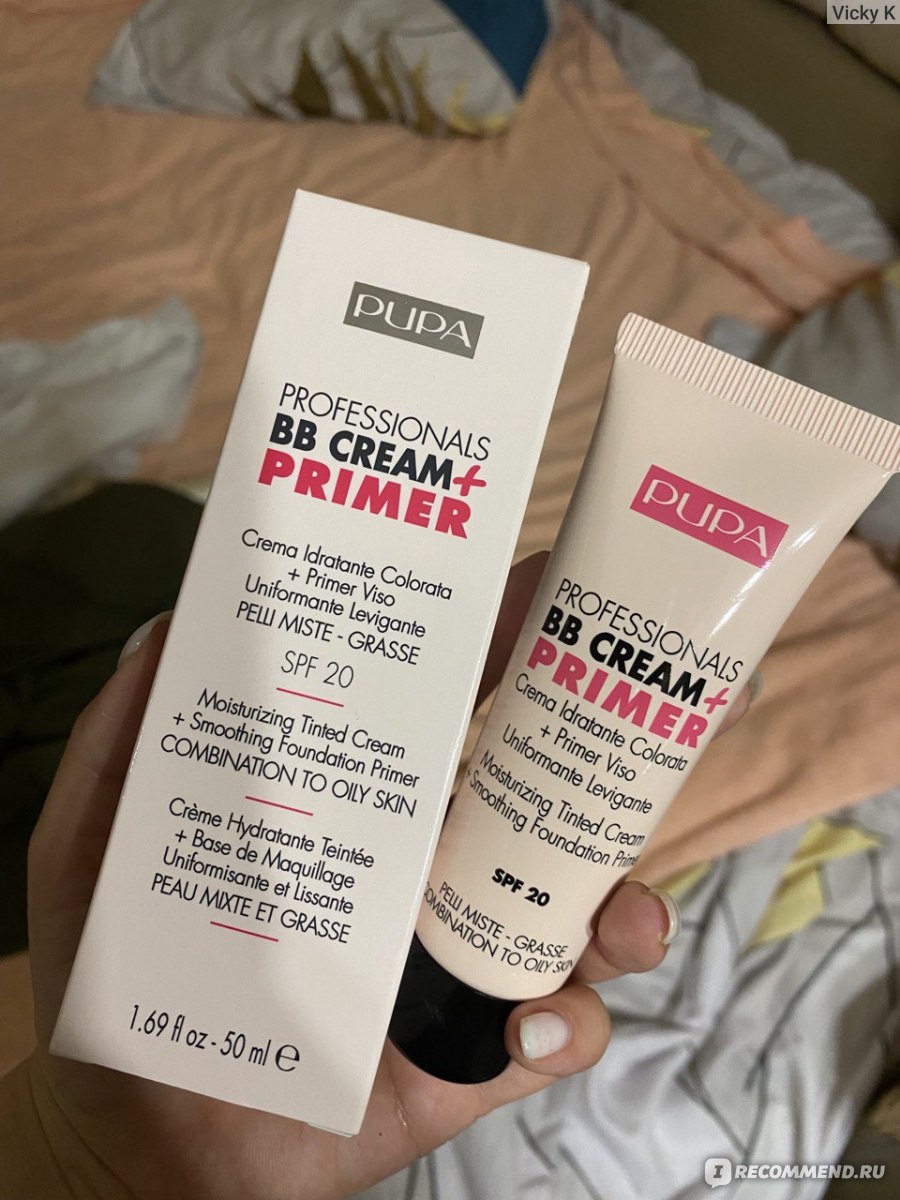 Vicky K
PUPA
PROFESSIONALS
BB CREAM+
PRIMER
Crema Idratante Colorata
+ Primer Viso
Uniformante Levigante
PELLI MISTE - GRASSE
SPF 20
Moisturizing Tinted Cream
+ Smoothing Foundation Primer
COMBINATION TO OILY SKIN
Crème Hydratante Teintée
+ Base de Maquillage
Uniformisante et Lissante
PEAU MIXTE ET GRASSE
1.69 fl oz - 50 ml e
PUPA
PROFESSIONALS
BB CREAM+
PRIMER
Crema Idratante Colorata
+ Primer Viso
Uniformante Levigante
Moisturizing Tinted Cream
+ Smoothing Foundation Primer
SPF 20
PELLI MISTE - GRASSE
COMBINATION TO OILY SKIN
IRECOMMEND.RU